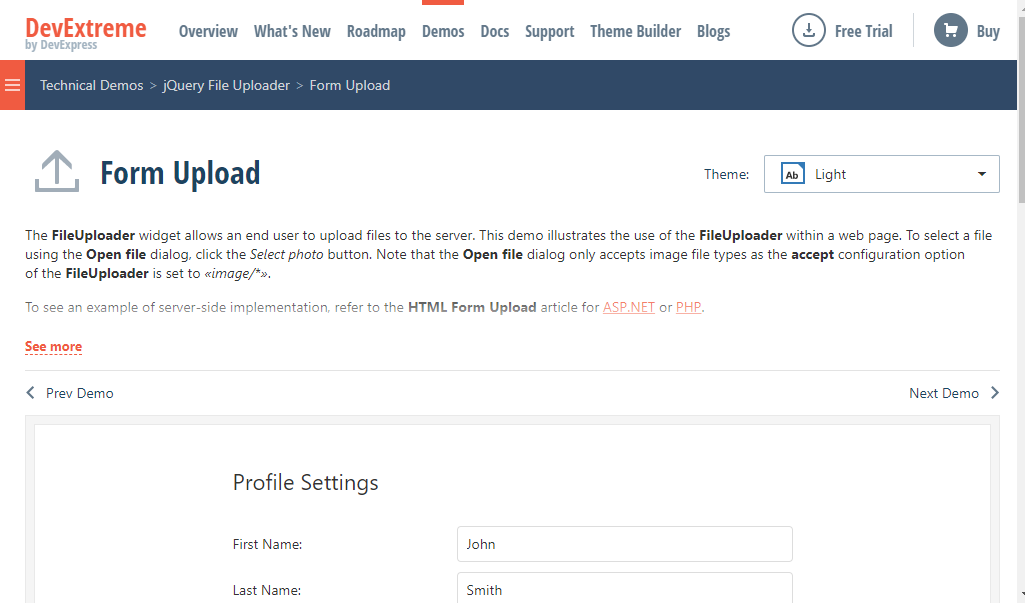 DevExtreme
by DevExpress
Overview What's New Roadmap Demos Docs Support Theme Builder Blogs Free Trial Buy
Technical Demos > jQuery File Uploader > Form Upload
Form Upload
Theme: Ab Light
The FileUploader widget allows an end user to upload files to the server. This demo illustrates the use of the FileUploader within a web page. To select a file
using the Open file dialog, click the Select photo button. Note that the Open file dialog only accepts image file types as the accept configuration option
of the FileUploader is set to «image/*».
To see an example of server-side implementation, refer to the HTML Form Upload article for ASP.NET or PHP.
See more
Prev Demo Next Demo
Profile Settings
First Name: John
Last Name: Smith